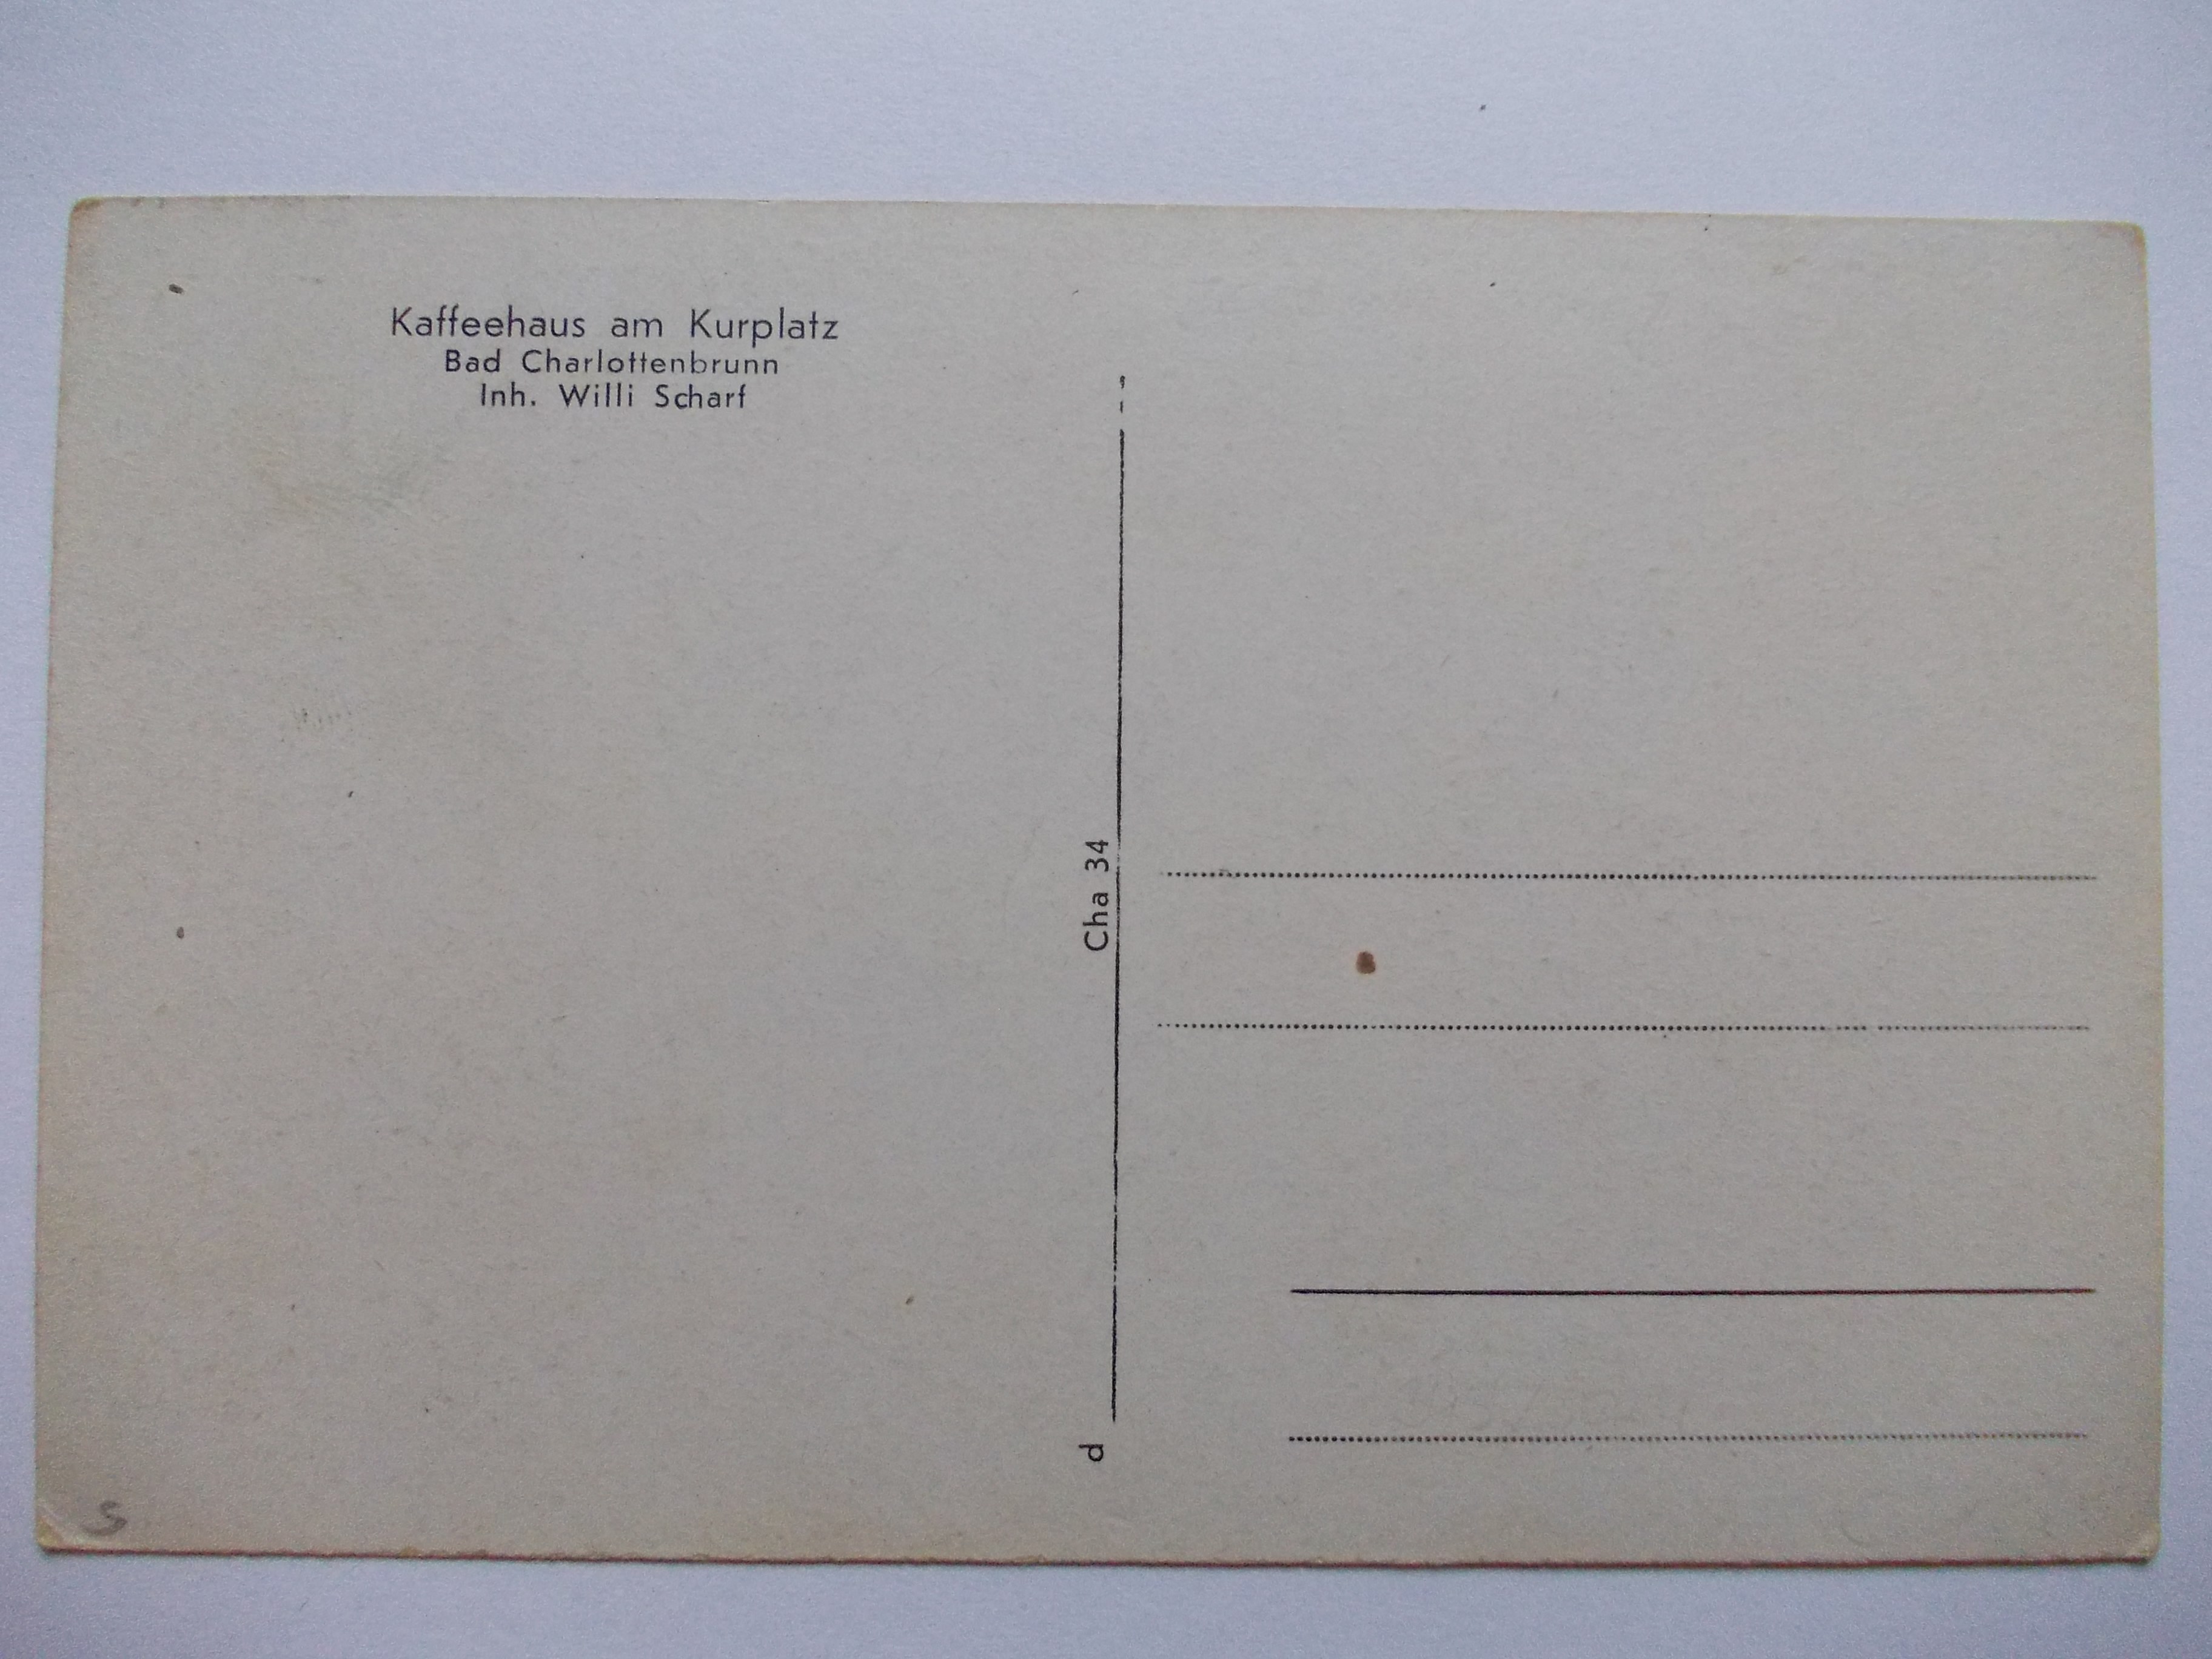 Kaffeehaus am Kurplatz
Bad Charlottenbrunn
Inh. Willi Scharf
Cha 34
d
S